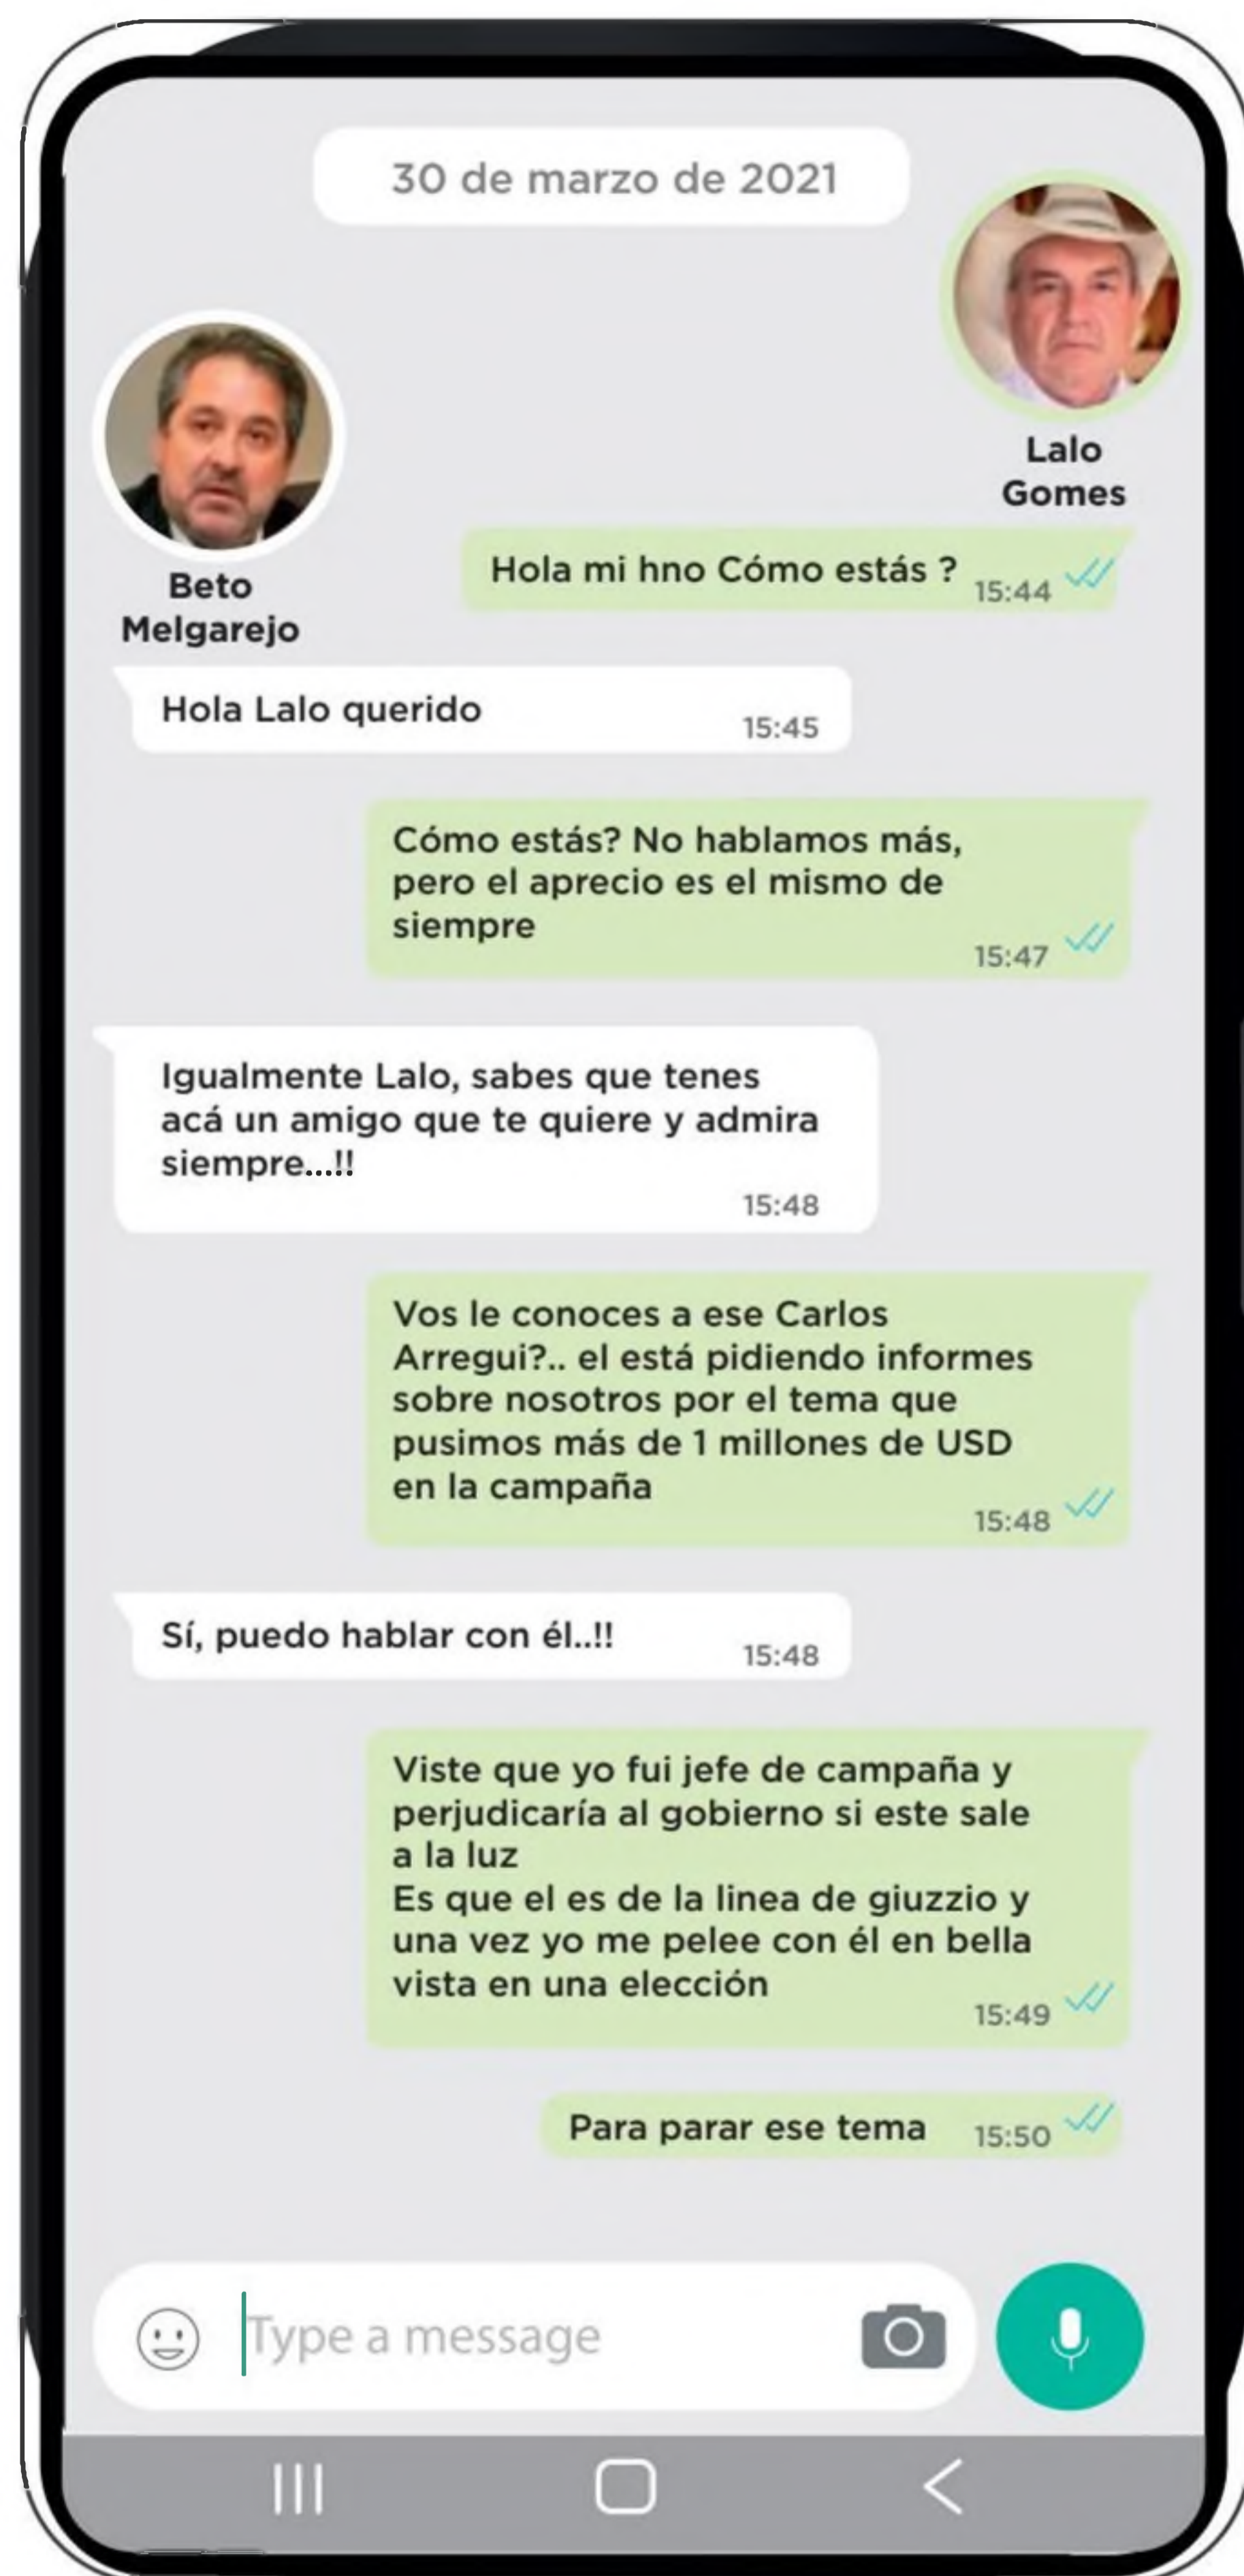 30 de marzo de 2021
Lalo
Gomes
Beto
Melgarejo
Hola mi hno Cómo estás ?
15:44
Hola Lalo querido
15:45
Cómo estás? No hablamos más,
pero el aprecio es el mismo de
siempre
15:47
Igualmente Lalo, sabes que tenes
acá un amigo que te quiere y admira
siempre...!!
15:48
Vos le conoces a ese Carlos
Arregui?.. el está pidiendo informes
sobre nosotros por el tema que
pusimos más de 1 millones de USD
en la campaña
15:48
Sí, puedo hablar con él..!!
15:48
Viste que yo fui jefe de campaña y
perjudicaría al gobierno si este sale
a la luz
Es que el es de la linea de giuzzio y
una vez yo me pelee con él en bella
vista en una elección
15:49
Para parar ese tema
15:50
Type a message